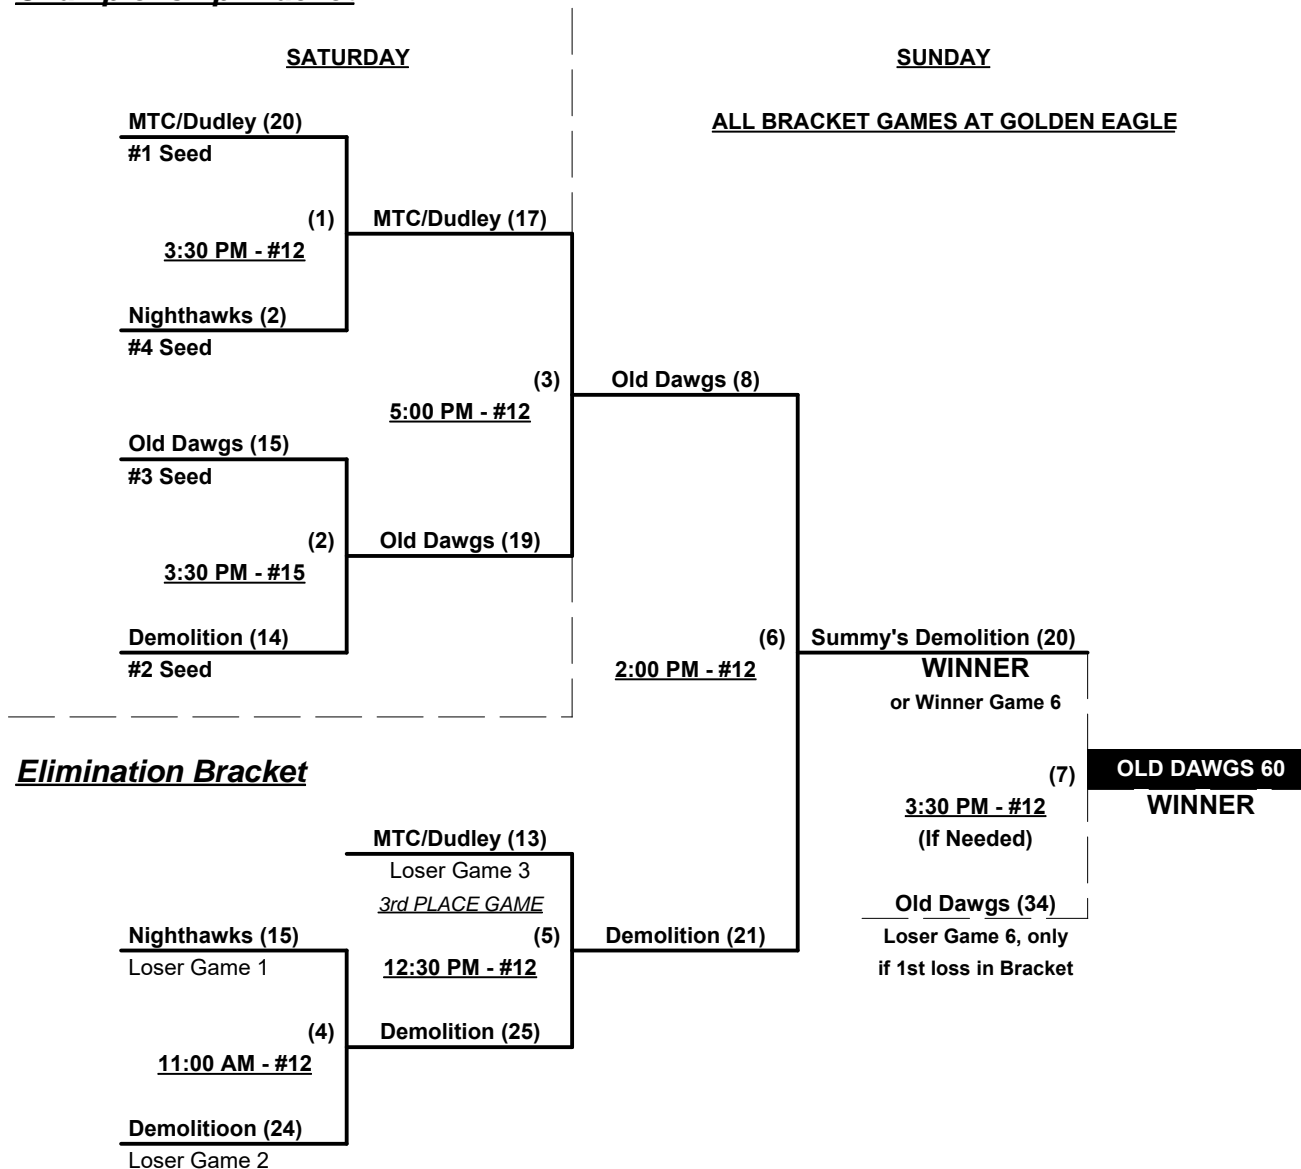 SATURDAY
SUNDAY
MTC/Dudley (20)
ALL BRACKET GAMES AT GOLDEN EAGLE
#1 Seed
(1)
MTC/Dudley (17)
3:30 PM - #12
Nighthawks (2)
#4 Seed
(3)
Old Dawgs (8)
5:00 PM - #12
Old Dawgs (15)
#3 Seed
(2)
Old Dawgs (19)
3:30 PM - #15
Demolition (14)
(6)
Summy's Demolition (20)
#2 Seed
2:00 PM - #12
WINNER
or Winner Game 6
Elimination Bracket
(7)
OLD DAWGS 60
3:30 PM - #12
WINNER
MTC/Dudley (13)
(If Needed)
Loser Game 3
3rd PLACE GAME
Old Dawgs (34)
Nighthawks (15)
(5)
Demolition (21)
Loser Game 6, only
Loser Game 1
12:30 PM - #12
if 1st loss in Bracket
(4)
Demolition (25)
11:00 AM - #12
Demolitioon (24)
Loser Game 2